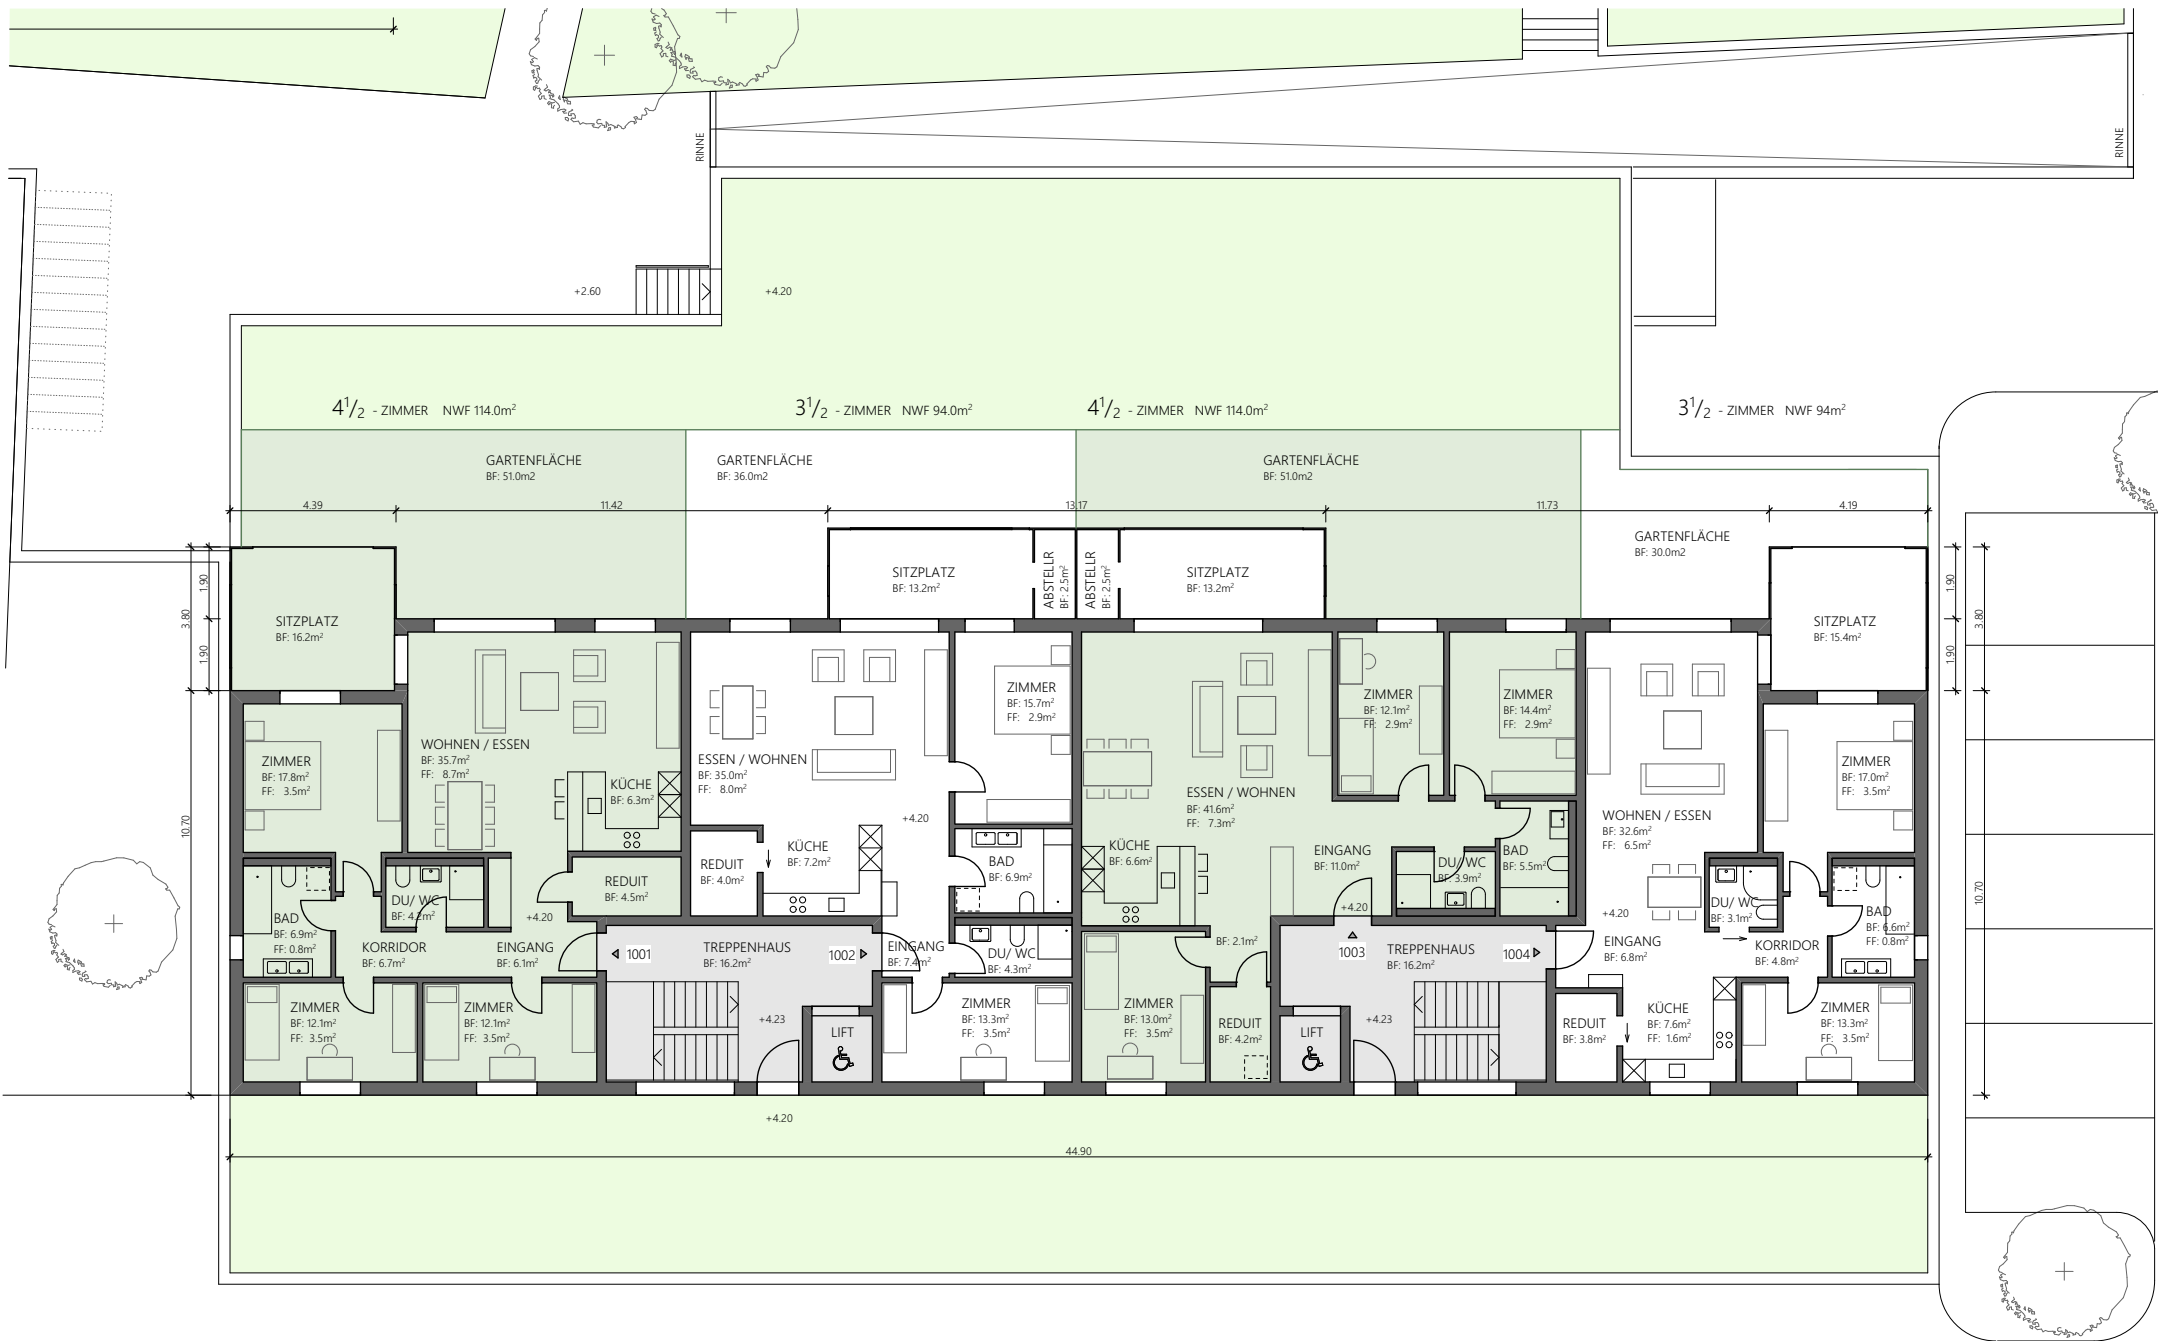 RINNE
RINNE
+2.60
+4.20
4 1/2 - ZIMMER NWF 114.0m²
3 1/2 - ZIMMER NWF 94.0m²
4 1/2 - ZIMMER NWF 114.0m²
3 1/2 - ZIMMER NWF 94m²
GARTENFLÄCHE
BF: 51.0m2
GARTENFLÄCHE
BF: 36.0m2
GARTENFLÄCHE
BF: 51.0m2
GARTENFLÄCHE
BF: 30.0m2
4.39
11.42
13.17
11.73
4.19
3.80
1.90
1.90
10.70
SITZPLATZ
BF: 16.2m²
SITZPLATZ
BF: 13.2m²
ABSTELLR
BF: 2.5m²
ABSTELLR
BF: 2.5m²
SITZPLATZ
BF: 13.2m²
SITZPLATZ
BF: 15.4m²
1.90
1.90
3.80
10.70
ZIMMER
BF: 17.8m²
FF: 3.5m²
WOHNEN / ESSEN
BF: 35.7m²
FF: 8.7m²
KÜCHE
BF: 6.3m²
REDUIT
BF: 4.5m²
BAD
BF: 6.9m²
FF: 0.8m²
DU/ WC
BF: 4.2m²
KORRIDOR
BF: 6.7m²
+4.20
EINGANG
BF: 6.1m²
ZIMMER
BF: 12.1m²
FF: 3.5m²
ZIMMER
BF: 12.1m²
FF: 3.5m²
1001
TREPPENHAUS
BF: 16.2m²
1002
+4.23
LIFT
ESSEN / WOHNEN
BF: 35.0m²
FF: 8.0m²
+4.20
REDUIT
BF: 4.0m²
KÜCHE
BF: 7.2m²
ZIMMER
BF: 15.7m²
FF: 2.9m²
BAD
BF: 6.9m²
EINGANG
BF: 7.4m²
DU/ WC
BF: 4.3m²
ZIMMER
BF: 13.3m²
FF: 3.5m²
ESSEN / WOHNEN
BF: 41.6m²
FF: 7.3m²
KÜCHE
BF: 6.6m²
ZIMMER
BF: 12.1m²
FF: 2.9m²
ZIMMER
BF: 14.4m²
FF: 2.9m²
EINGANG
BF: 11.0m²
+4.20
DU/ WC
BF: 3.9m²
BAD
BF: 5.5m²
BF: 2.1m²
ZIMMER
BF: 13.0m²
FF: 3.5m²
REDUIT
BF: 4.2m²
LIFT
1003
TREPPENHAUS
BF: 16.2m²
1004
+4.23
WOHNEN / ESSEN
BF: 32.6m²
FF: 6.5m²
ZIMMER
BF: 17.0m²
FF: 3.5m²
+4.20
EINGANG
BF: 6.8m²
DU/ WC
BF: 3.1m²
KORRIDOR
BF: 4.8m²
BAD
BF: 6.6m²
FF: 0.8m²
REDUIT
BF: 3.8m²
KÜCHE
BF: 7.6m²
FF: 1.6m²
ZIMMER
BF: 13.3m²
FF: 3.5m²
+4.20
44.90